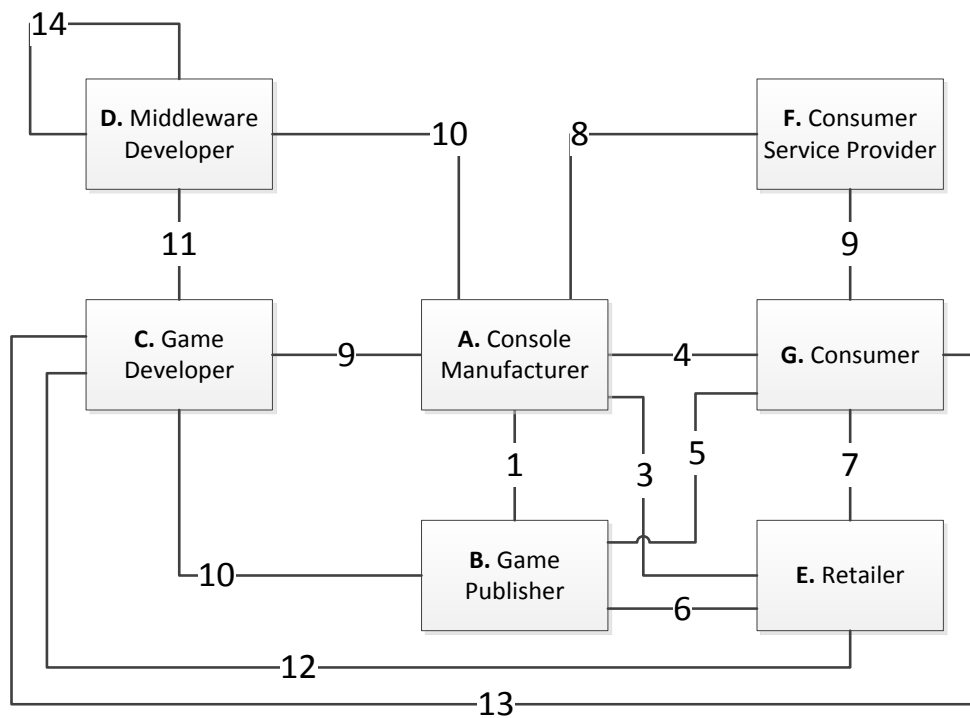 14
D. Middleware
Developer
10
8
F. Consumer
Service Provider
11
9
C. Game
Developer
9
A. Console
Manufacturer
4
G. Consumer
1
3
5
7
10
B. Game
Publisher
6
E. Retailer
12
13